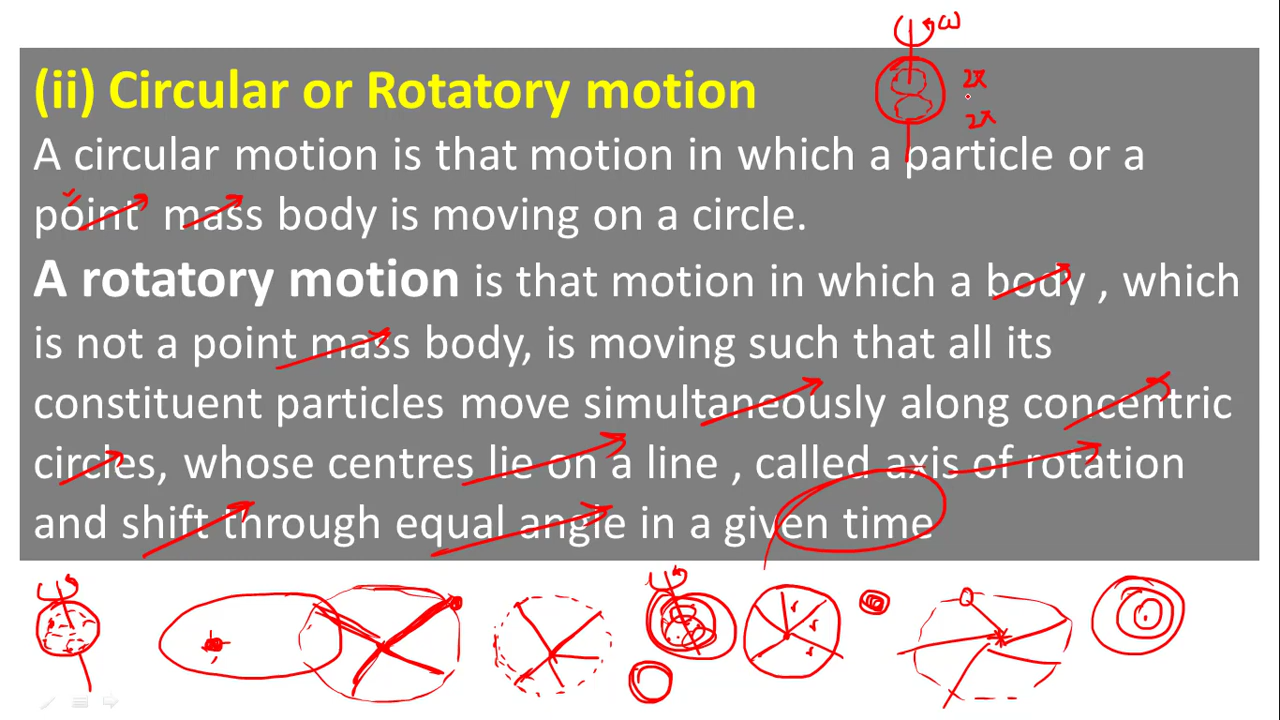 ω
(ii) Circular or Rotatory motion
2π
2π
A circular motion is that motion in which a particle or a
point mass body is moving on a circle.
A rotatory motion is that motion in which a body , which
is not a point mass body, is moving such that all its
constituent particles move simultaneously along concentric
circles, whose centres lie on a line , called axis of rotation
and shift through equal angle in a given time
r
r
r